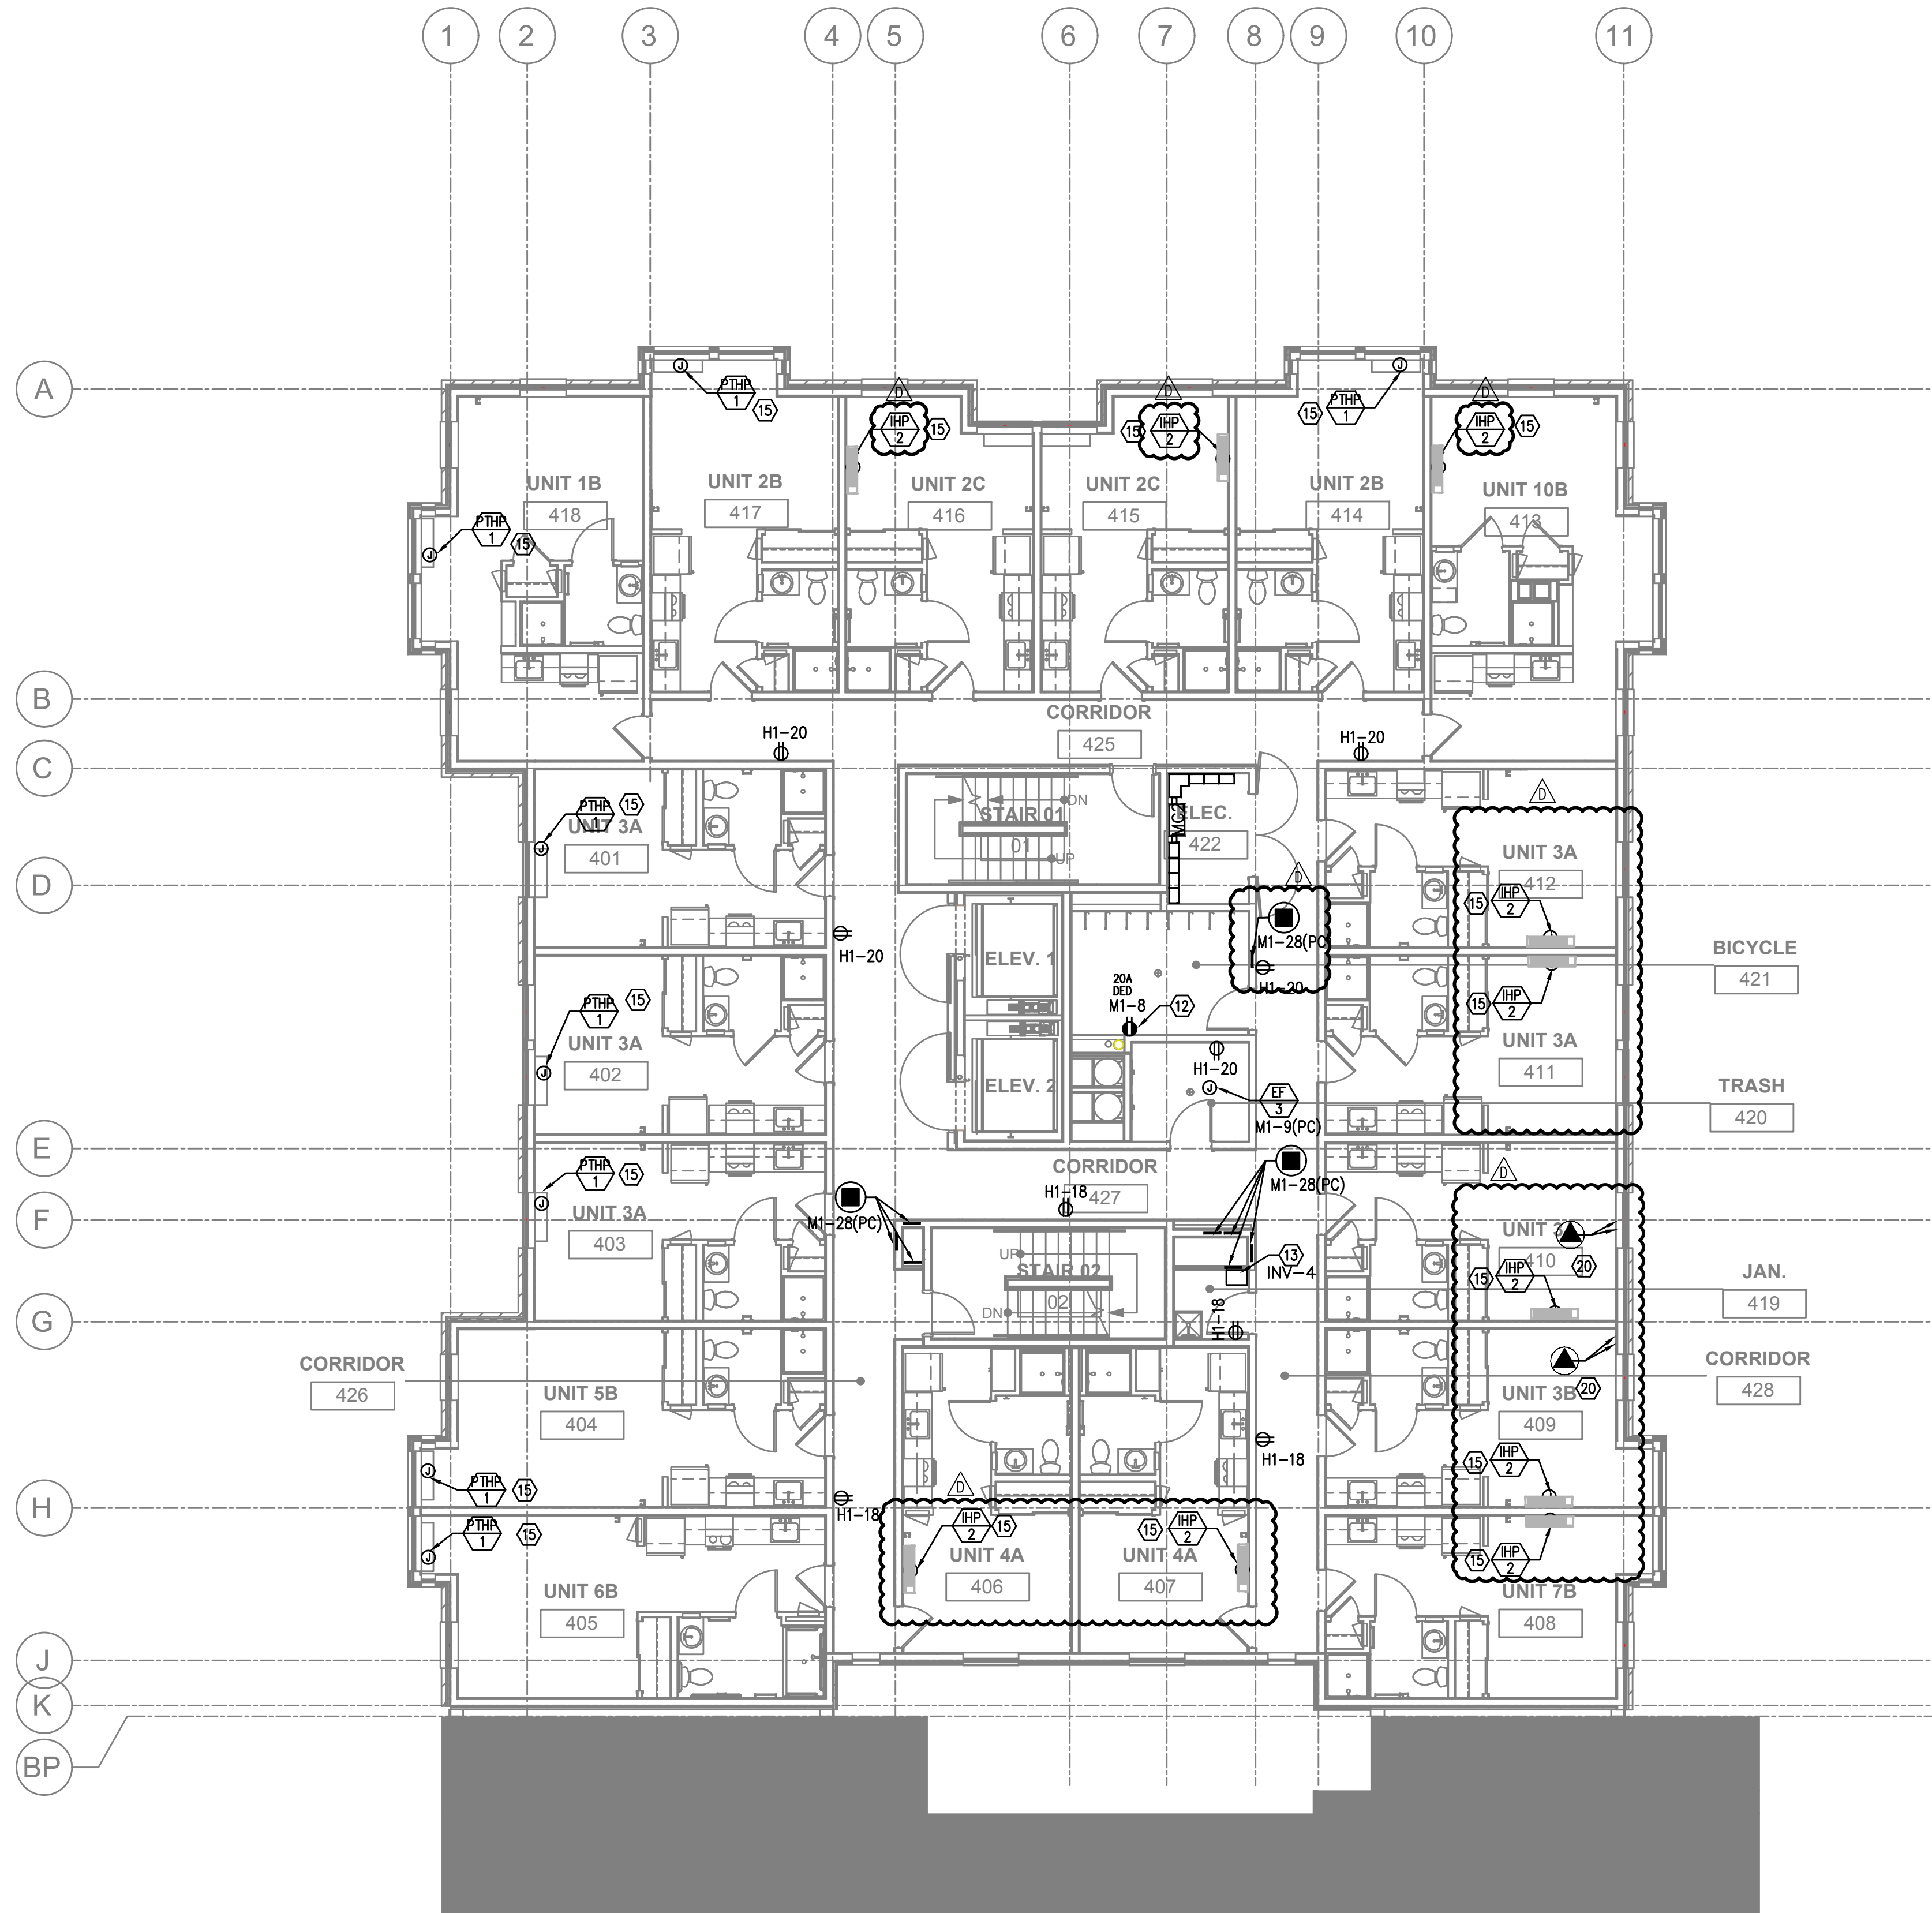 1 2 3 4 5 6 7 8 9 10 11
A
PTHP
1
15
D
IHP
2
15
D
15
IHP
2
15
PTHP
1
D
IHP
2
15
UNIT 1B
418
UNIT 2B
417
UNIT 2C
416
UNIT 2C
415
UNIT 2B
414
UNIT 10B
413
PTHP
1
15
B
CORRIDOR
425
H1-20
H1-20
C
PTHP
1
15
UNIT 3A
401
STAIR 01
01
DN
UP
MC2
ELEC.
422
D
UNIT 3A
412
15
IHP
2
D
D
M1-28(PC)
H1-20
H1-20
ELEV. 1
BICYCLE
421
20A
DED
M1-8
12
PTHP
1
15
UNIT 3A
402
15
IHP
2
UNIT 3A
411
ELEV. 2
H1-20
EF
3
M1-9(PC)
TRASH
420
E
PTHP
1
15
UNIT 3A
403
CORRIDOR
427
H1-18
M1-28(PC)
M1-28(PC)
D
F
UNIT 3
410
20
15
IHP
2
UP
STAIR 02
02
DN
13
INV-4
H1-18
JAN.
419
G
CORRIDOR
426
UNIT 5B
404
UNIT 3B
20
409
CORRIDOR
428
H1-18
15
IHP
2
PTHP
1
15
H
H1-18
D
IHP
2
15
15
IHP
2
UNIT 4A
406
UNIT 4A
407
PTHP
1
15
15
IHP
2
UNIT 6B
405
UNIT 7B
408
J
K
BP